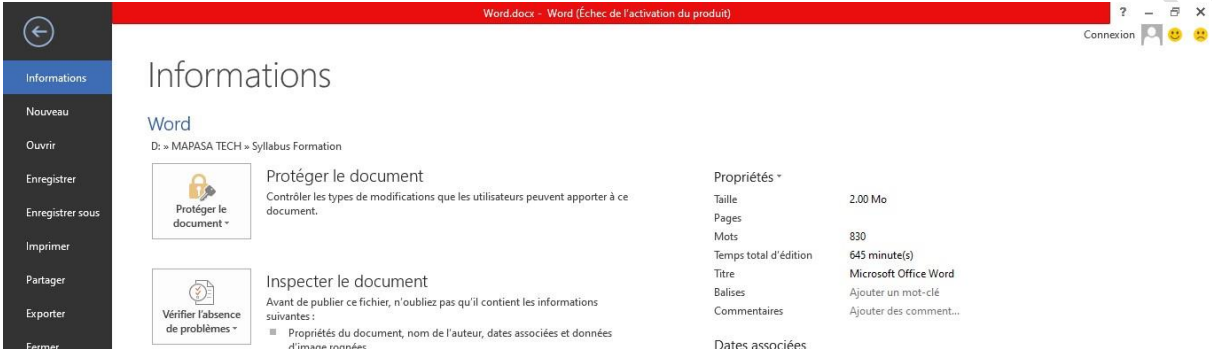 Word.docx - Word (Échec de l'activation du produit)
?
Connexion
Informations
Nouveau
Ouvrir
Enregistrer
Enregistrer sous
Imprimer
Partager
Exporter
Fermer
Informations
Word
D: » MAPASA TECH » Syllabus Formation
Protéger le
document
Protéger le document
Contrôler les types de modifications que les utilisateurs peuvent apporter à ce
document.
Vérifier l'absence
de problèmes
Inspecter le document
Avant de publier ce fichier, n'oubliez pas qu'il contient les informations
suivantes :
Propriétés du document, nom de l'auteur, dates associées et données
d'image rognées
Propriétés
Taille 2.00 Mo
Pages
Mots 830
Temps total d'édition 645 minute(s)
Titre Microsoft Office Word
Balises Ajouter un mot-clé
Commentaires Ajouter des comment...
Dates associées